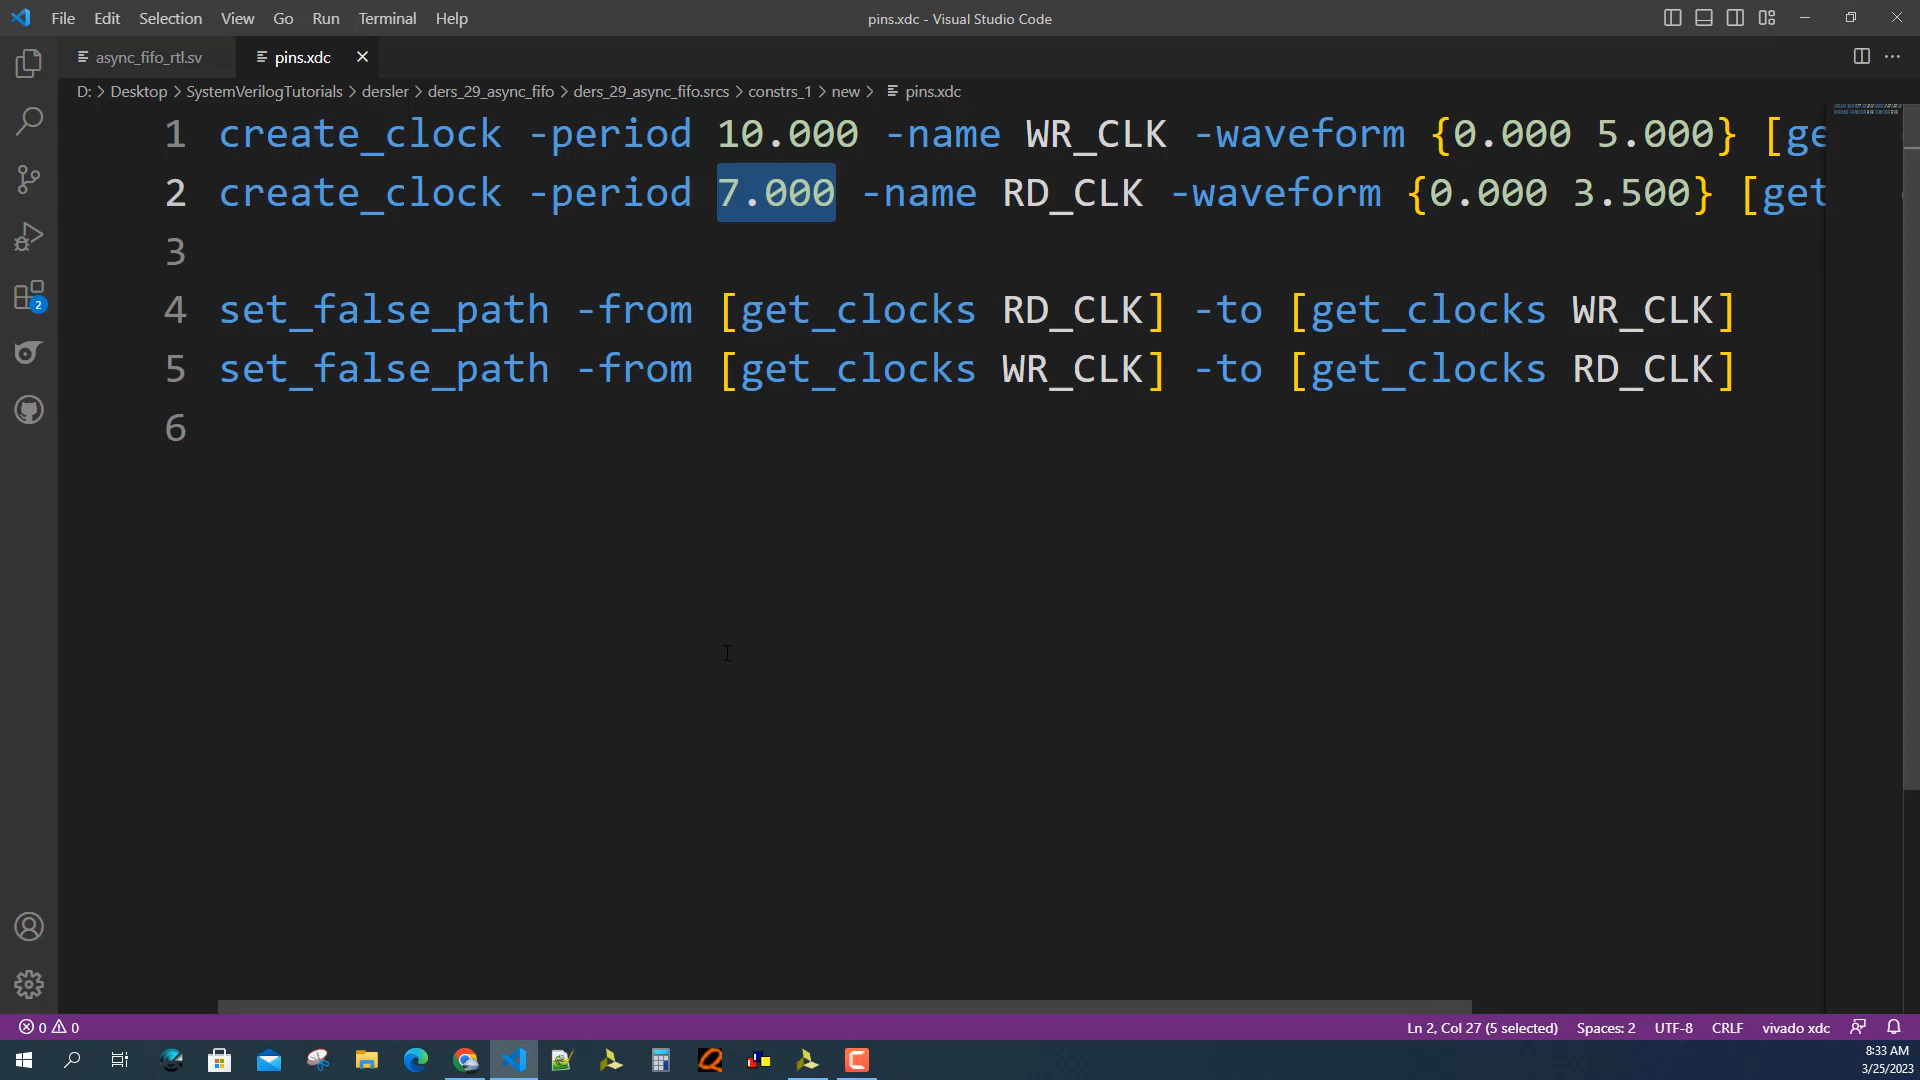 File Edit Selection View Go Run Terminal Help
pins.xdc - Visual Studio Code
async_fifo_rtl.sv
pins.xdc
D: > Desktop > SystemVerilogTutorials > dersler > ders_29_async_fifo > ders_29_async_fifo.srcs > constrs_1 > new > pins.xdc
1 create_clock -period 10.000 -name WR_CLK -waveform {0.000 5.000} [ge
2 create_clock -period 7.000 -name RD_CLK -waveform {0.000 3.500} [get
3
4 set_false_path -from [get_clocks RD_CLK] -to [get_clocks WR_CLK]
5 set_false_path -from [get_clocks WR_CLK] -to [get_clocks RD_CLK]
6
2
0 0
Ln 2, Col 27 (5 selected) Spaces: 2 UTF-8 CRLF vivado xdc
8:33 AM
3/25/2023